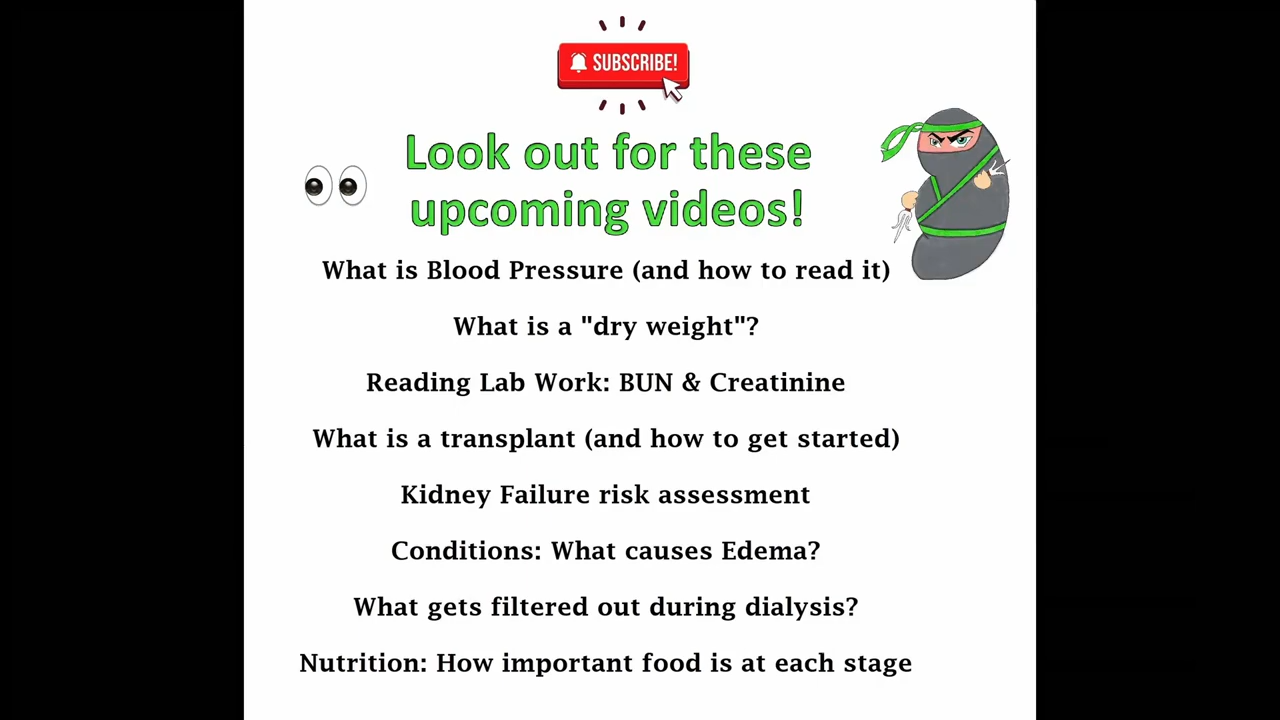 SUBSCRIBE!
Look out for these
upcoming videos!
What is Blood Pressure (and how to read it)
What is a "dry weight"?
Reading Lab Work: BUN & Creatinine
What is a transplant (and how to get started)
Kidney Failure risk assessment
Conditions: What causes Edema?
What gets filtered out during dialysis?
Nutrition: How important food is at each stage